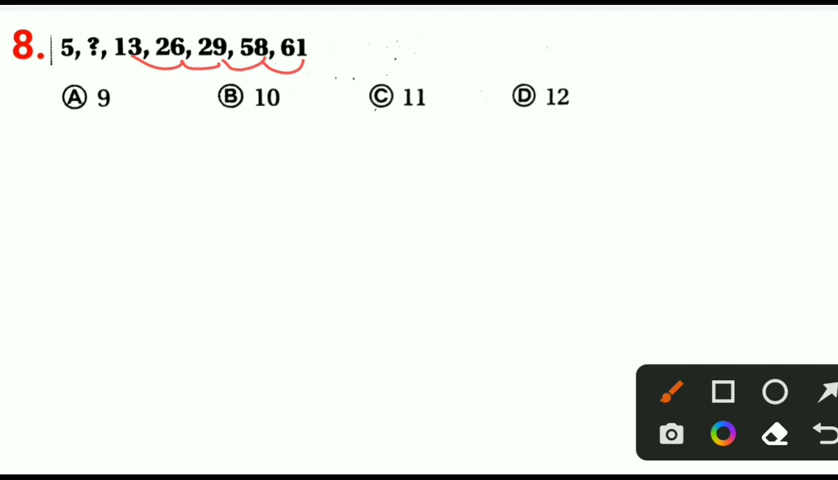 8. 5, ?, 13, 26, 29, 58, 61
Ⓐ 9 Ⓑ 10 Ⓒ 11 Ⓓ 12